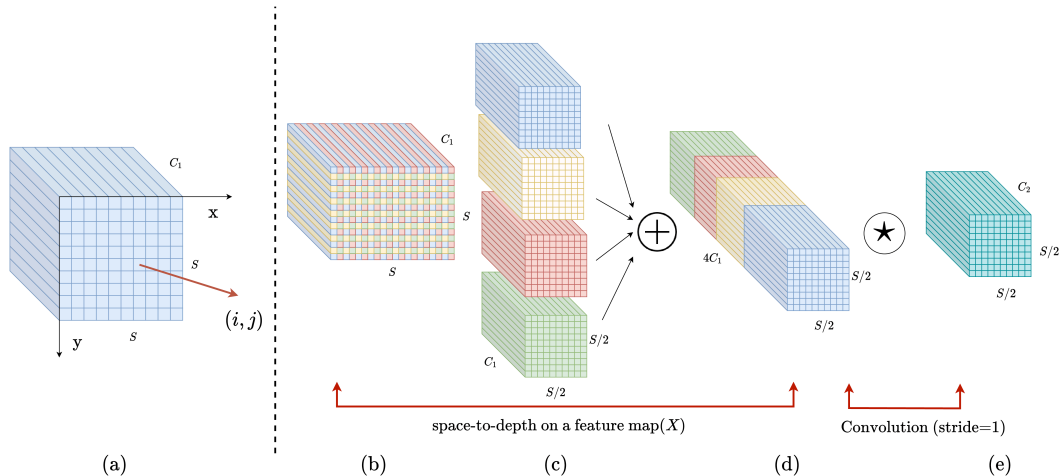 C₁
x
S
(i, j)
S
y
(a)
C₁
S
S
(b)
C₁
S/2
S/2
(c)
4C₁
S/2
S/2
(d)
C₂
S/2
S/2
(e)
space-to-depth on a feature map(X)
Convolution (stride=1)